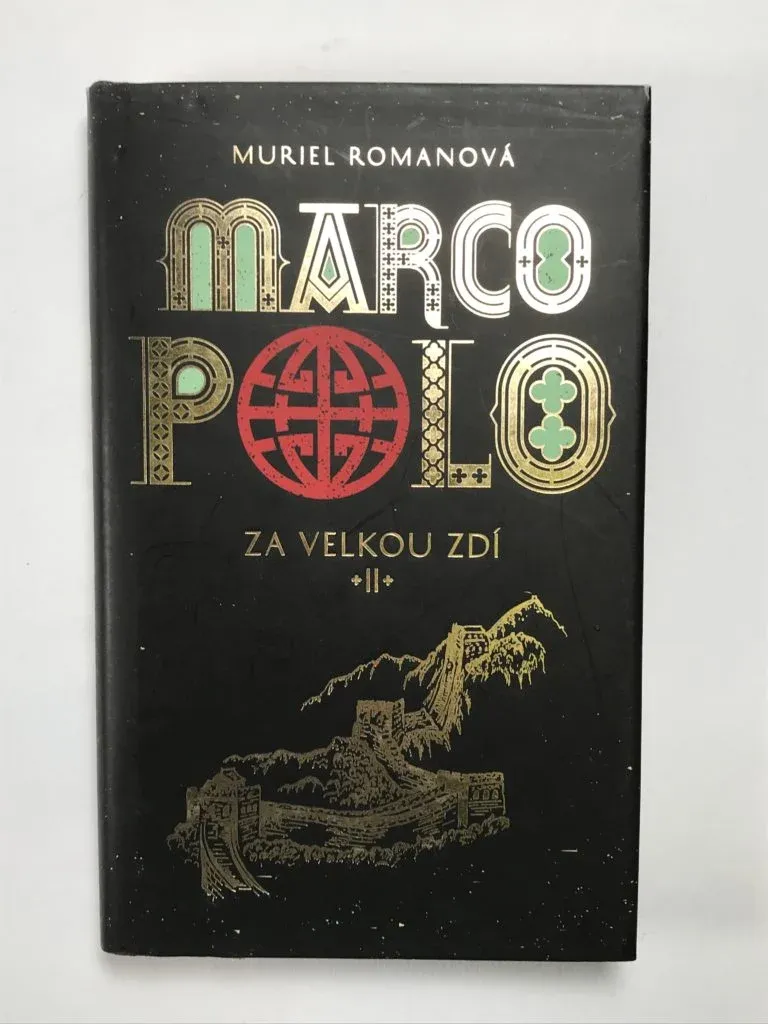 MURIEL ROMANOVÁ
MARCO
POLO
ZA VELKOU ZDÍ
II